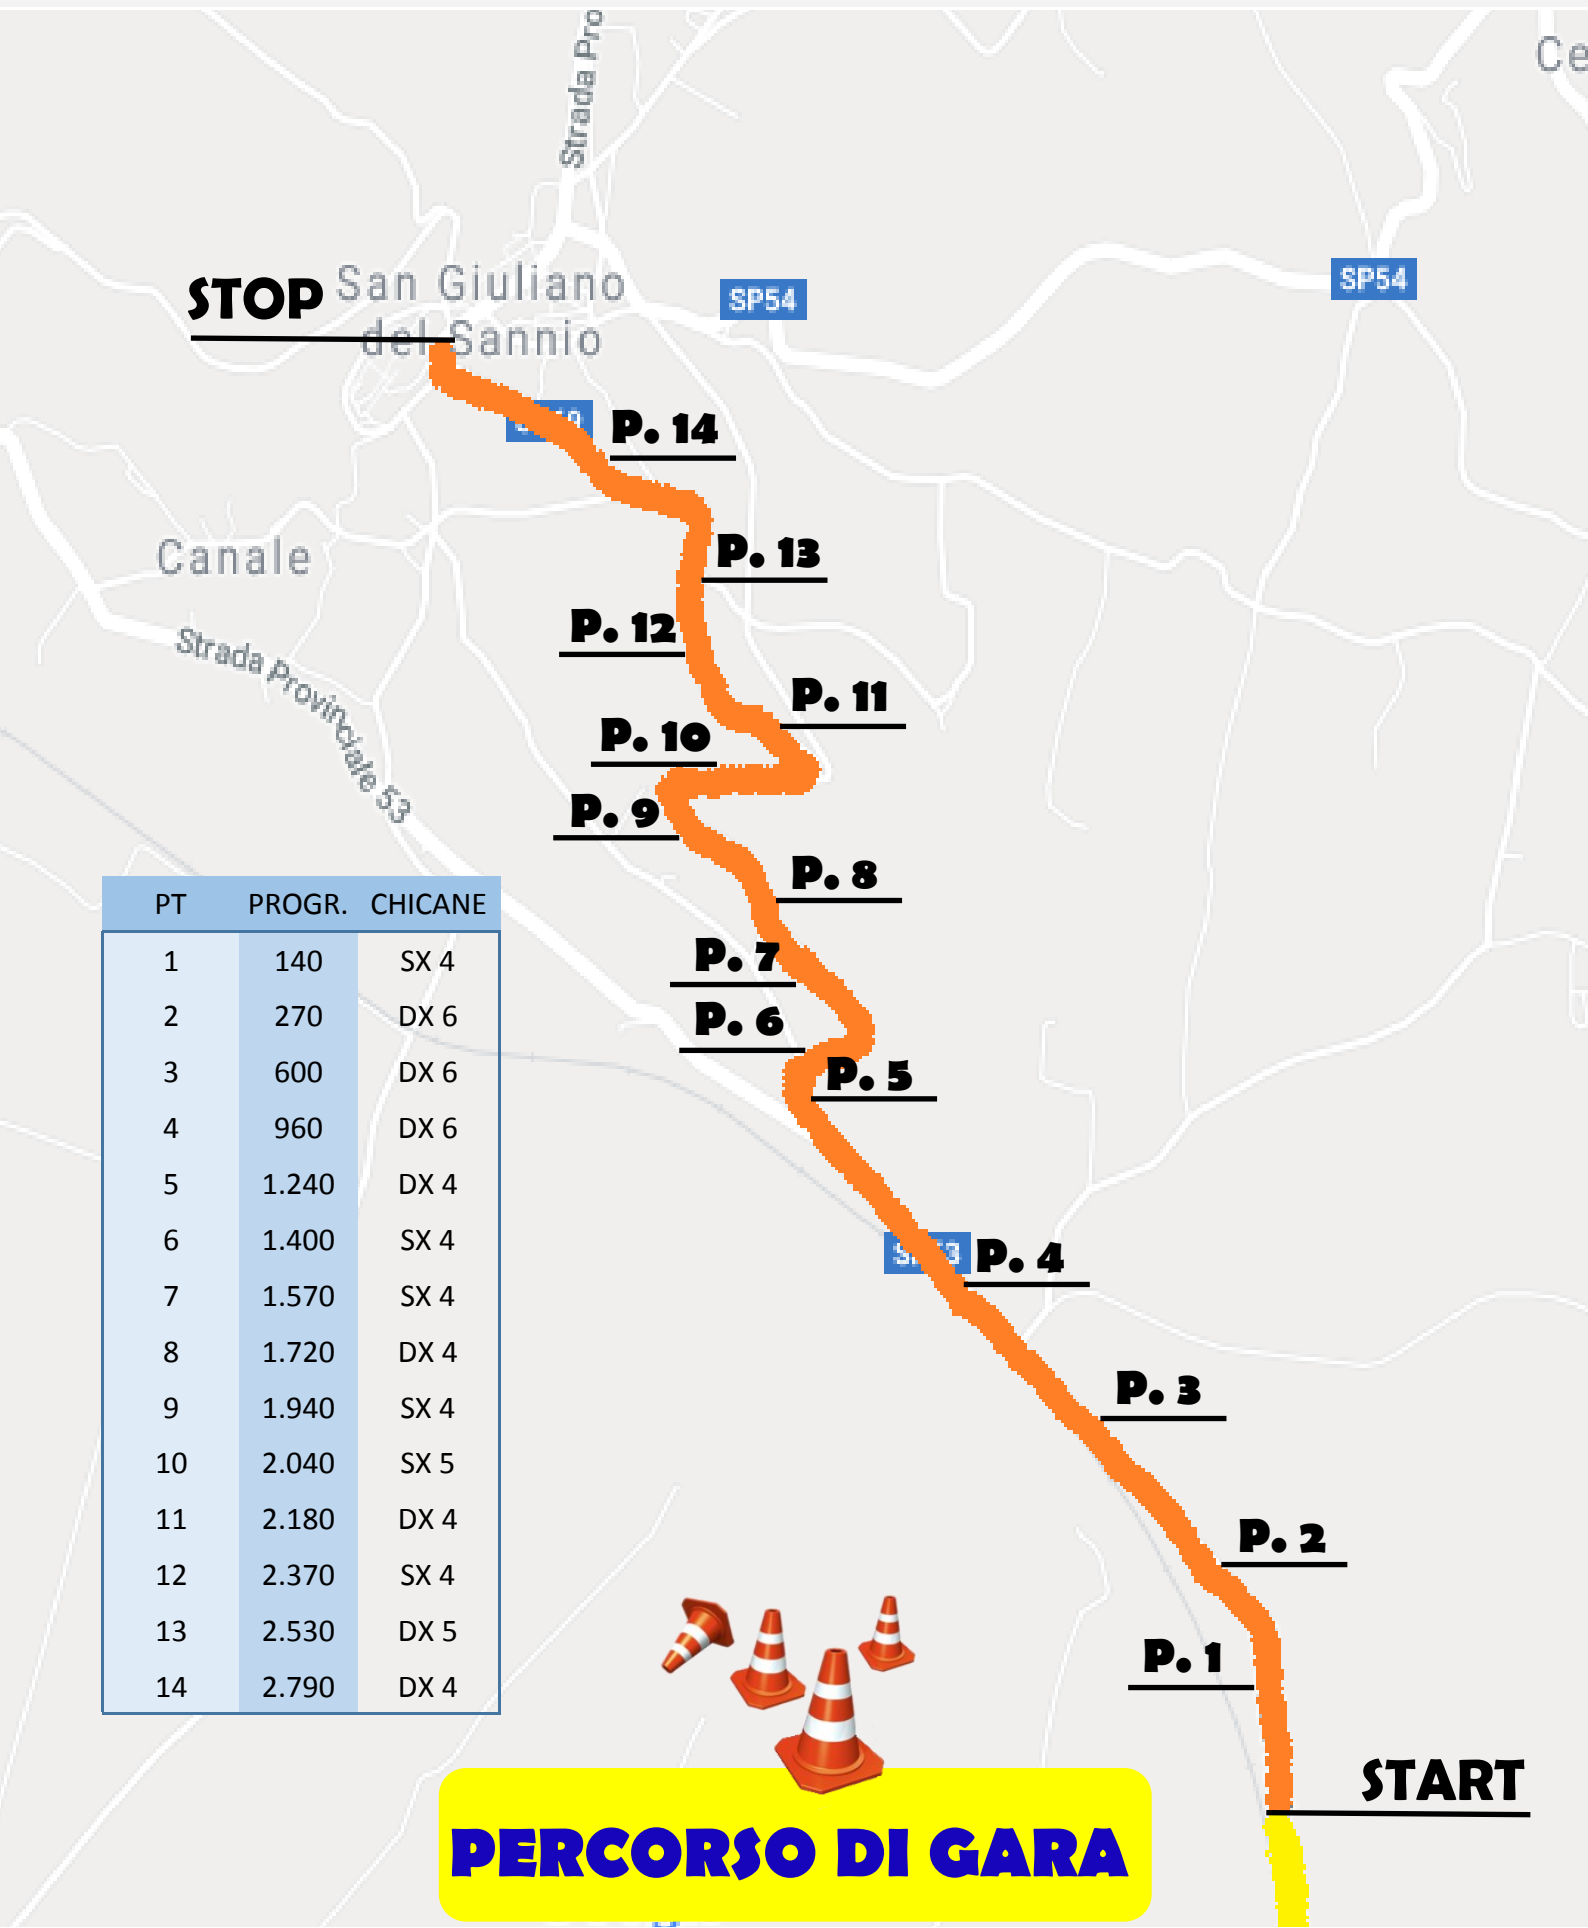 Strada Pro
Ce
SP54
STOP
San Giuliano
del Sannio
SP54
P. 14
P. 13
Canale
P. 12
Strada Provinciale 53
P. 11
P. 10
P. 9
P. 8
PT PROGR. CHICANE
1 140 SX 4
2 270 DX 6
3 600 DX 6
4 960 DX 6
5 1.240 DX 4
6 1.400 SX 4
7 1.570 SX 4
8 1.720 DX 4
9 1.940 SX 4
10 2.040 SX 5
11 2.180 DX 4
12 2.370 SX 4
13 2.530 DX 5
14 2.790 DX 4
P. 7
P. 6
P. 5
P. 4
P. 3
P. 2
P. 1
START
PERCORSO DI GARA